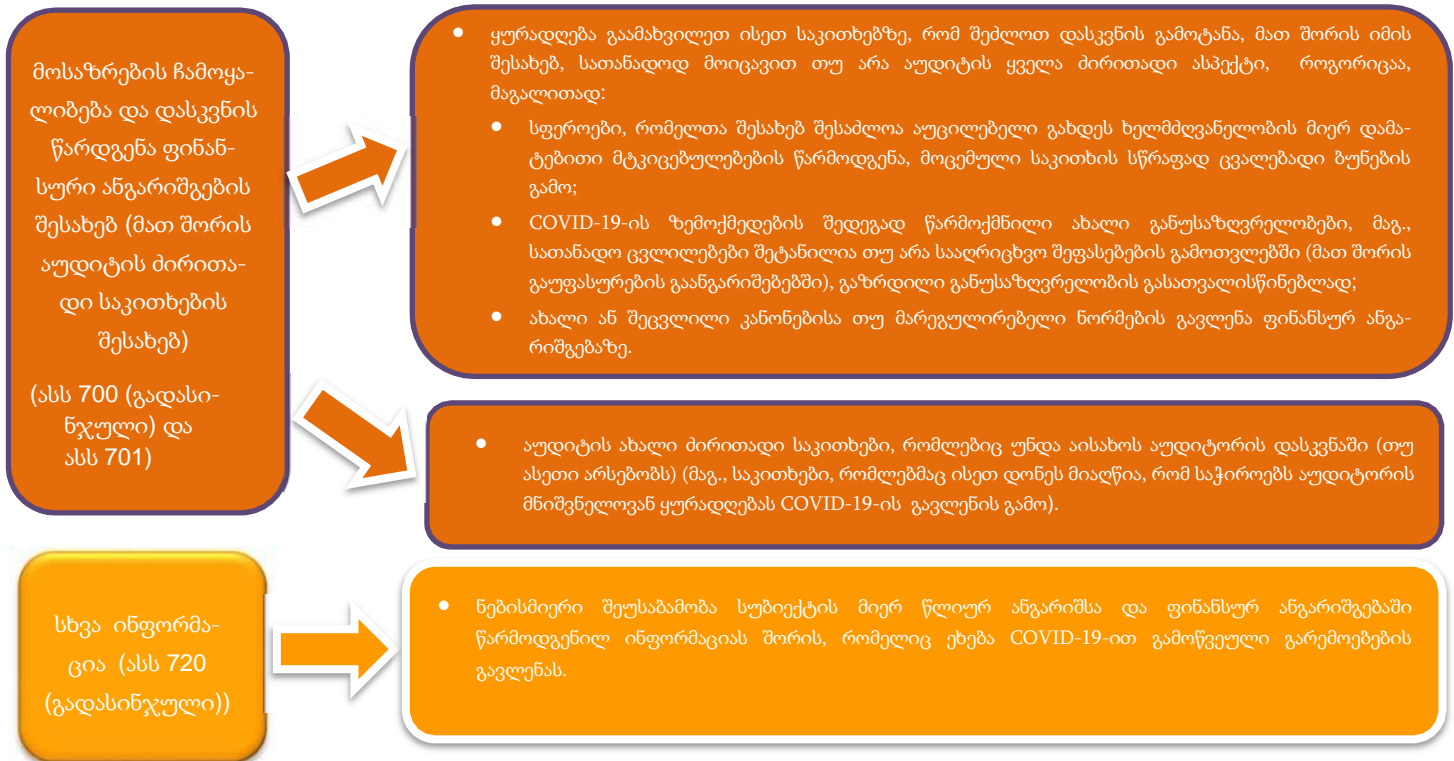 მოსაზრების ჩამოყა-
ლიბება და დასკვნის
წარდგენა ფინან-
სური ანგარიშგების
შესახებ (მათ შორის
აუდიტის ძირითა-
დი საკითხების
შესახებ)
(ასს 700 (გადასი-
ნჯული) და
ასს 701)
• ყურადღება გაამახვილეთ ისეთ საკითხებზე, რომ შეძლოთ დასკვნის გამოტანა, მათ შორის იმის
შესახებ, სათანადოდ მოიცავით თუ არა აუდიტის ყველა ძირითადი ასპექტი, როგორიცაა,
მაგალითად:
• სფეროები, რომელთა შესახებ შესაძლოა აუცილებელი გახდეს ხელმძღვანელობის მიერ დამა-
ტებითი მტკიცებულებების წარმოდგენა, მოცემული საკითხის სწრაფად ცვალებადი ბუნების
გამო;
• COVID-19-ის ზემოქმედების შედეგად წარმოქმნილი ახალი განუსაზღვრელობები, მაგ.,
სათანადო ცვლილებები შეტანილია თუ არა სააღრიცხვო შეფასებების გამოთვლებში (მათ შორის
გაუფასურების გაანგარიშებებში), გაზრდილი განუსაზღვრელობის გასათვალისწინებლად;
• ახალი ან შეცვლილი კანონებისა თუ მარეგულირებელი ნორმების გავლენა ფინანსურ ანგა-
რიშგებაზე.
• აუდიტის ახალი ძირითადი საკითხები, რომლებიც უნდა აისახოს აუდიტორის დასკვნაში (თუ
ასეთი არსებობს) (მაგ., საკითხები, რომლებმაც ისეთ დონეს მიაღწია, რომ საჭიროებს აუდიტორის
მნიშვნელოვან ყურადღებას COVID-19-ის გავლენის გამო).
სხვა ინფორმა-
ცია (ასს 720
(გადასინჯული))
• ნებისმიერი შეუსაბამობა სუბიექტის მიერ წლიურ ანგარიშსა და ფინანსურ ანგარიშგებაში
წარმოდგენილ ინფორმაციას შორის, რომელიც ეხება COVID-19-ით გამოწვეული გარემოებების
გავლენას.